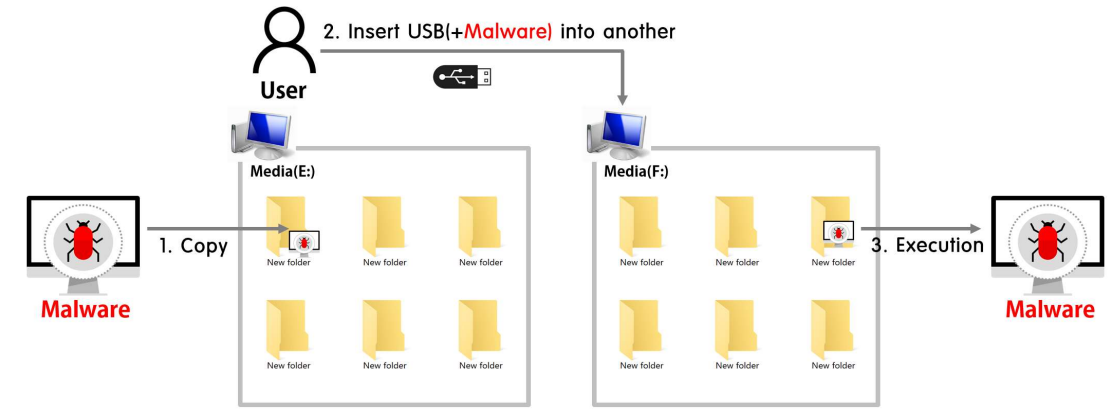 2. Insert USB(+Malware) into another
User
Media(E:)
Media(F:)
1. Copy
3. Execution
Malware
Malware
New folder
New folder
New folder
New folder
New folder
New folder
New folder
New folder
New folder
New folder
New folder
New folder